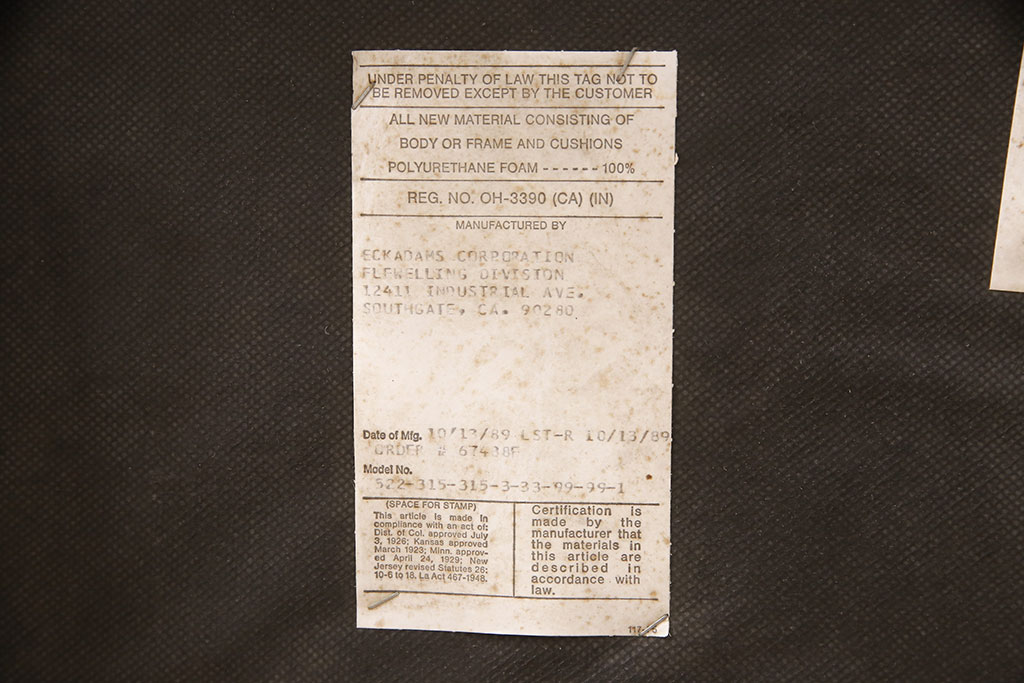 UNDER PENALTY OF LAW THIS TAG NOT TO
BE REMOVED EXCEPT BY THE CUSTOMER
ALL NEW MATERIAL CONSISTING OF
BODY OR FRAME AND CUSHIONS
POLYURETHANE FOAM ------ 100%
REG. NO. OH-3390 (CA) (IN)
MANUFACTURED BY
ECKADAMS CORPORATION
FLEWELLING DIVISION
12411 INDUSTRIAL AVE.
SOUTHGATE, CA. 90280
Date of Mfg. 10/13/89 LST-R 10/13/89
ORDER #
Model No.
522-315-315-3-33-99-99-1
(SPACE FOR STAMP)
This article is made in
compliance with an act of:
Dist. of Col. approved July
3, 1926; Kansas approved
March 1923; Minn. approv-
ed April 24, 1929; New
Jersey revised Statutes 26:
10-6 to 18. La Act 467-1948.
Certification is
made by the
manufacturer that
the materials in
this article are
described in
accordance with
law.